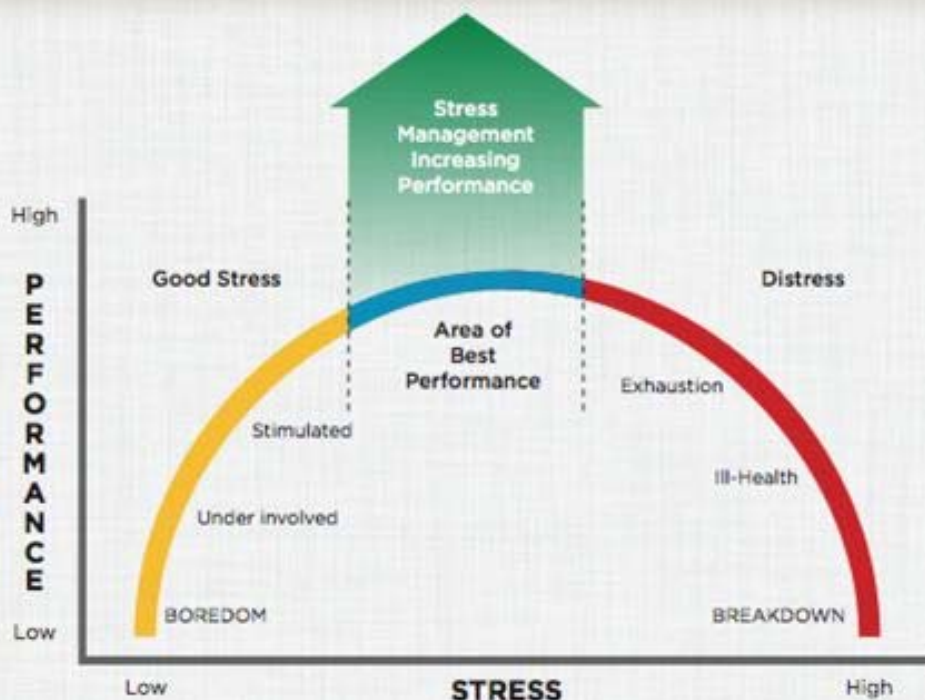 Stress
Management
Increasing
Performance
High
PERFORMANCE
Low
Good Stress
Distress
Area of
Best
Performance
Exhaustion
Stimulated
Ill-Health
Under involved
BOREDOM
BREAKDOWN
Low
STRESS
High